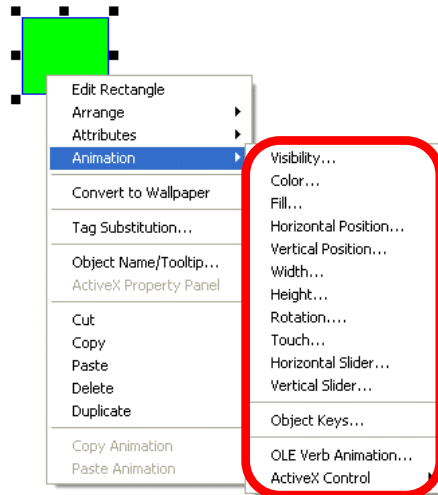 Edit Rectangle
Arrange
Attributes
Animation
Convert to Wallpaper
Tag Substitution...
Object Name/Tooltip...
ActiveX Property Panel
Cut
Copy
Paste
Delete
Duplicate
Copy Animation
Paste Animation
Visibility...
Color...
Fill...
Horizontal Position...
Vertical Position...
Width...
Height...
Rotation....
Touch...
Horizontal Slider...
Vertical Slider...
Object Keys...
OLE Verb Animation...
ActiveX Control